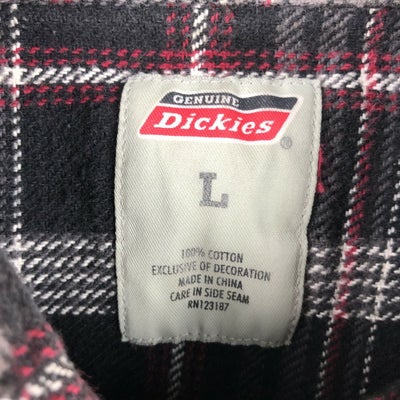 GENUINE
Dickies
®
L
100% COTTON
EXCLUSIVE OF DECORATION
MADE IN CHINA
CARE IN SIDE SEAM
RN123187